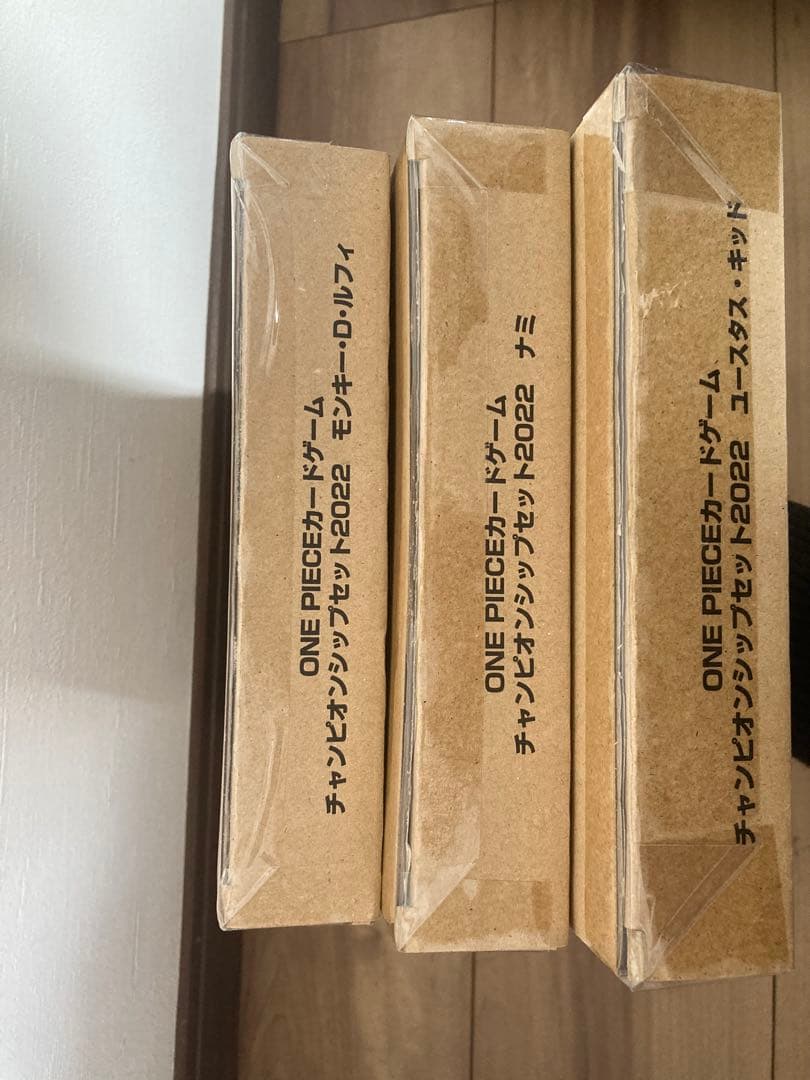 ONE PIECEカードゲーム
チャンピオンシップセット2022　モンキー・D・ルフィ
ONE PIECEカードゲーム
チャンピオンシップセット2022　ナミ
ONE PIECEカードゲーム
チャンピオンシップセット2022　ユースタス・キッド